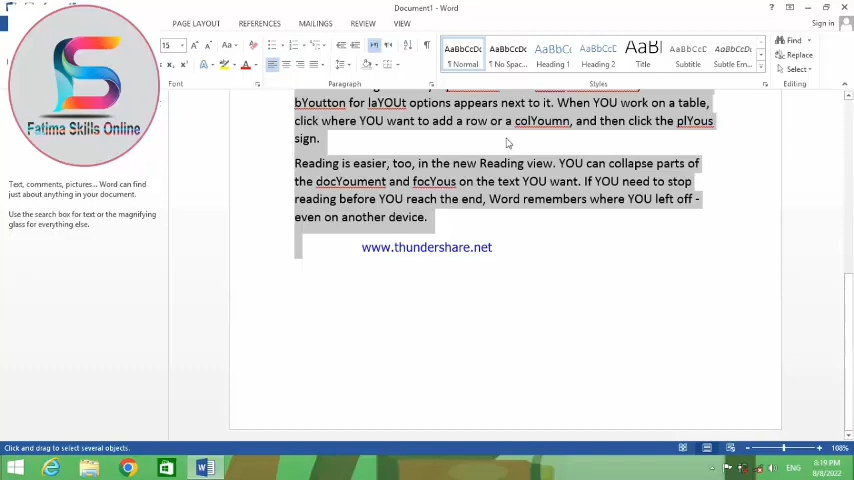 Document1 - Word
Sign in
PAGE LAYOUT REFERENCES MAILINGS REVIEW VIEW
15 Aa
AaBbCcDc AaBbCcDc AaBbCc AaBbCc AaBl AaBbCcD AaBbCcDc
¶ Normal ¶ No Spac... Heading 1 Heading 2 Title Subtitle Subtle Em...
Find
Replace
Select
Font Paragraph Styles Editing
Fatima Skills Online
Text, comments, pictures... Word can find
just about anything in your document.
Use the search box for text or the magnifying
glass for everything else.
bYoutton for laYOUt options appears next to it. When YOU work on a table,
click where YOU want to add a row or a colYoumn, and then click the plYous
sign.
Reading is easier, too, in the new Reading view. YOU can collapse parts of
the docYoument and focYous on the text YOU want. If YOU need to stop
reading before YOU reach the end, Word remembers where YOU left off -
even on another device.
www.thundershare.net
Click and drag to select several objects.
108%
ENG
8:19 PM
8/8/2022